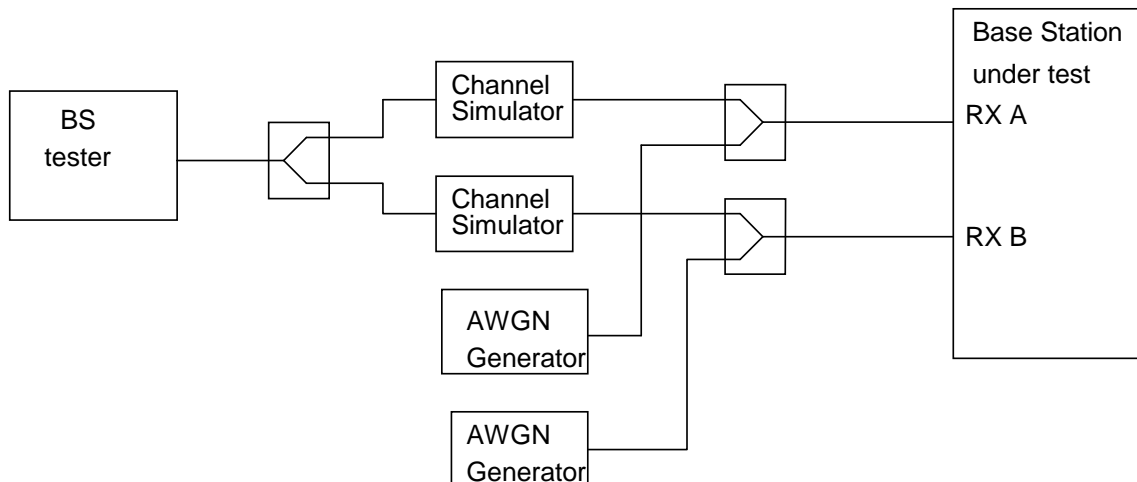 BS
tester
Channel
Simulator
Channel
Simulator
AWGN
Generator
AWGN
Generator
Base Station
under test
RX A
RX B